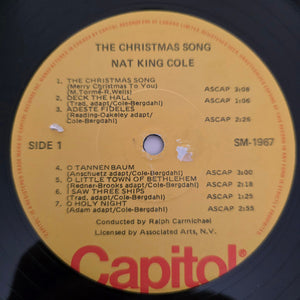 THE CHRISTMAS SONG
NAT KING COLE
1. THE CHRISTMAS SONG
(Merry Christmas To You)
(M.Torme-R.Wells) ASCAP 3:08
2. DECK THE HALL
(Trad, adapt/Cole-Bergdahl) ASCAP 1:06
3. ADESTE FIDELES
(Reading-Oakeley adapt/
Cole-Bergdahl) ASCAP 2:26
SIDE 1
SM-1967
4. O TANNENBAUM
(Anschuetz adapt/Cole-Bergdahl) ASCAP 3:00
5. O LITTLE TOWN OF BETHLEHEM
(Redner-Brooks adapt/Cole-Bergdahl) ASCAP 2:18
6. I SAW THREE SHIPS
(Trad, adapt/Cole-Bergdahl) ASCAP 1:25
7. O HOLY NIGHT
(Adam adapt/Cole-Bergdahl) ASCAP 2:55
Conducted by Ralph Carmichael
Licensed by Associated Arts, N.V.
Capitol